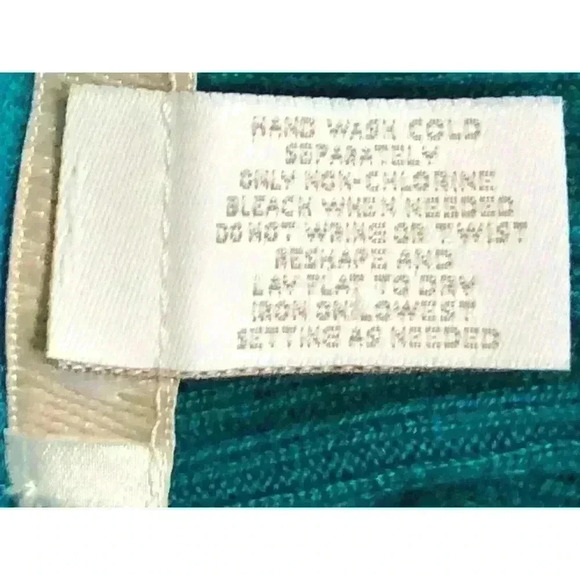 HAND WASH COLD
SEPARATELY
ONLY NON-CHLORINE
BLEACH WHEN NEEDED
DO NOT WRING OR TWIST
RESHAPE AND
LAY FLAT TO DRY
IRON ON LOWEST
SETTING AS NEEDED